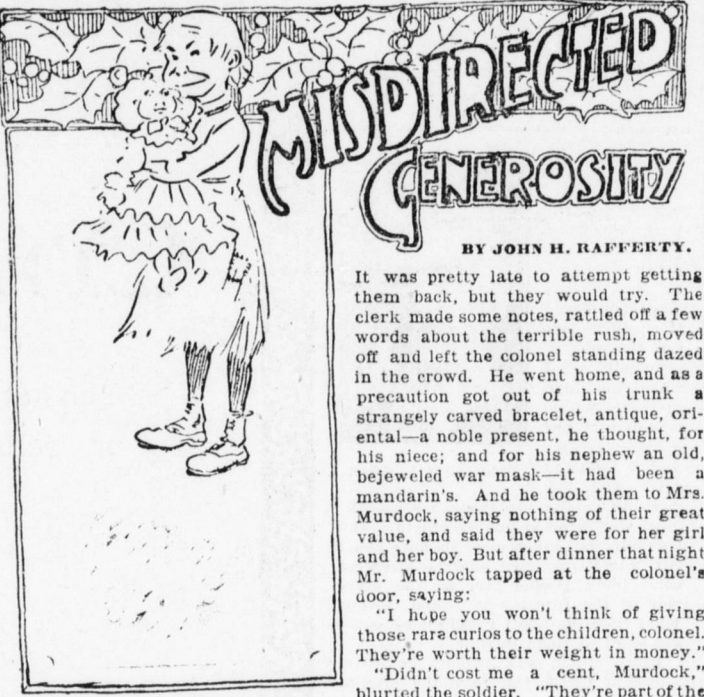 MISDIRECTED
GENEROSITY
BY JOHN H. RAFFERTY.
It was pretty late to attempt getting
them back, but they would try. The
clerk made some notes, rattled off a few
words about the terrible rush, moved
off and left the colonel standing dazed
in the crowd. He went home, and as a
precaution got out of his trunk a
strangely carved bracelet, antique, ori-
ental—a noble present, he thought, for
his niece; and for his nephew an old,
bejeweled war mask—it had been a
mandarin's. And he took them to Mrs.
Murdock, saying nothing of their great
value, and said they were for her girl
and her boy. But after dinner that night
Mr. Murdock tapped at the colonel's
door, saying:
"I hope you won't think of giving
those rare curios to the children, colonel.
They're worth their weight in money."
"Didn't cost me a cent, Murdock,"
blurted the soldier. "They're part of the